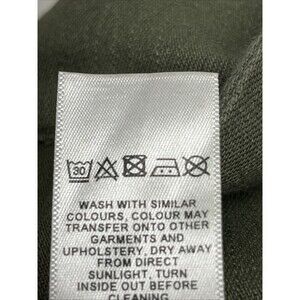 30
WASH WITH SIMILAR
COLOURS, COLOUR MAY
TRANSFER ONTO OTHER
GARMENTS AND
UPHOLSTERY, DRY AWAY
FROM DIRECT
SUNLIGHT, TURN
INSIDE OUT BEFORE
CLEANING